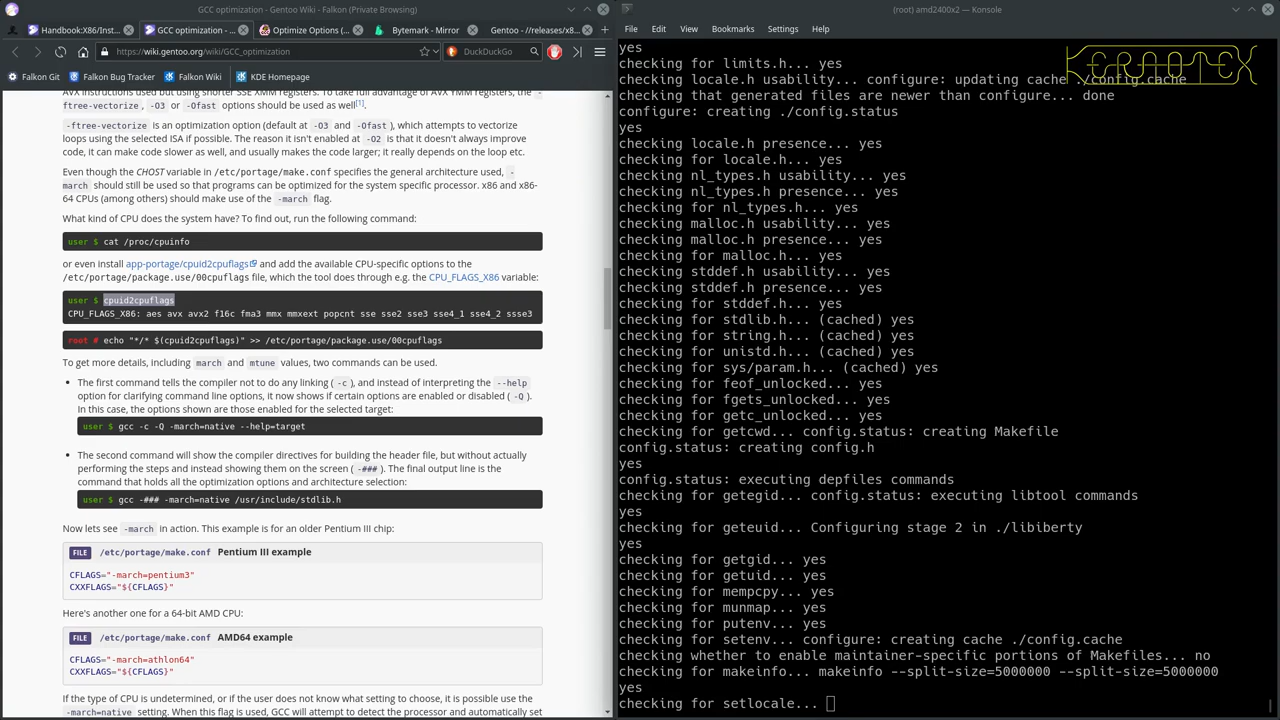 GCC optimization - Gentoo Wiki - Falkon (Private Browsing)
Handbook:X86/Inst...
GCC optimization - ...
Optimize Options (...
Bytemark - Mirror
Gentoo - //releases/x8...
https://wiki.gentoo.org/wiki/GCC_optimization
DuckDuckGo
Falkon Git
Falkon Bug Tracker
Falkon Wiki
KDE Homepage
AVX instructions used but using shorter SSE XMM registers. To take full advantage of AVX YMM registers, the -
ftree-vectorize , -O3 or -Ofast options should be used as well[1].
-ftree-vectorize is an optimization option (default at -O3 and -Ofast), which attempts to vectorize
loops using the selected ISA if possible. The reason it isn't enabled at -O2 is that it doesn't always improve
code, it can make code slower as well, and usually makes the code larger; it really depends on the loop etc.
Even though the CHOST variable in /etc/portage/make.conf specifies the general architecture used, -
march should still be used so that programs can be optimized for the system specific processor. x86 and x86-
64 CPUs (among others) should make use of the -march flag.
What kind of CPU does the system have? To find out, run the following command:
user $ cat /proc/cpuinfo
or even install app-portage/cpuid2cpuflags and add the available CPU-specific options to the
/etc/portage/package.use/00cpuflags file, which the tool does through e.g. the CPU_FLAGS_X86 variable:
user $ cpuid2cpuflags
CPU_FLAGS_X86: aes avx avx2 f16c fma3 mmx mmxext popcnt sse sse2 sse3 sse4_1 sse4_2 ssse3
root # echo "*/* $(cpuid2cpuflags)" >> /etc/portage/package.use/00cpuflags
To get more details, including march and mtune values, two commands can be used.
• The first command tells the compiler not to do any linking ( -c ), and instead of interpreting the --help
option for clarifying command line options, it now shows if certain options are enabled or disabled ( -Q ).
In this case, the options shown are those enabled for the selected target:
user $ gcc -c -Q -march=native --help=target
• The second command will show the compiler directives for building the header file, but without actually
performing the steps and instead showing them on the screen ( -### ). The final output line is the
command that holds all the optimization options and architecture selection:
user $ gcc -### -march=native /usr/include/stdlib.h
Now lets see -march in action. This example is for an older Pentium III chip:
FILE /etc/portage/make.conf Pentium III example
CFLAGS="-march=pentium3"
CXXFLAGS="${CFLAGS}"
Here's another one for a 64-bit AMD CPU:
FILE /etc/portage/make.conf AMD64 example
CFLAGS="-march=athlon64"
CXXFLAGS="${CFLAGS}"
If the type of CPU is undetermined, or if the user does not know what setting to choose, it is possible use the
-march=native setting. When this flag is used, GCC will attempt to detect the processor and automatically set
(root) amd2400x2 — Konsole
File Edit View Bookmarks Settings Help
yes
checking for limits.h... yes
checking locale.h usability... configure: updating cache ./config.cache
checking that generated files are newer than configure... done
configure: creating ./config.status
yes
checking locale.h presence... yes
checking for locale.h... yes
checking nl_types.h usability... yes
checking nl_types.h presence... yes
checking for nl_types.h... yes
checking malloc.h usability... yes
checking malloc.h presence... yes
checking for malloc.h... yes
checking stddef.h usability... yes
checking stddef.h presence... yes
checking for stddef.h... yes
checking for stdlib.h... (cached) yes
checking for string.h... (cached) yes
checking for unistd.h... (cached) yes
checking for sys/param.h... (cached) yes
checking for feof_unlocked... yes
checking for fgets_unlocked... yes
checking for getc_unlocked... yes
checking for getcwd... config.status: creating Makefile
config.status: creating config.h
yes
config.status: executing depfiles commands
checking for getegid... config.status: executing libtool commands
yes
checking for geteuid... Configuring stage 2 in ./libiberty
yes
checking for getgid... yes
checking for getuid... yes
checking for mempcpy... yes
checking for munmap... yes
checking for putenv... yes
checking for setenv... configure: creating cache ./config.cache
checking whether to enable maintainer-specific portions of Makefiles... no
checking for makeinfo... makeinfo --split-size=5000000 --split-size=5000000
yes
checking for setlocale...